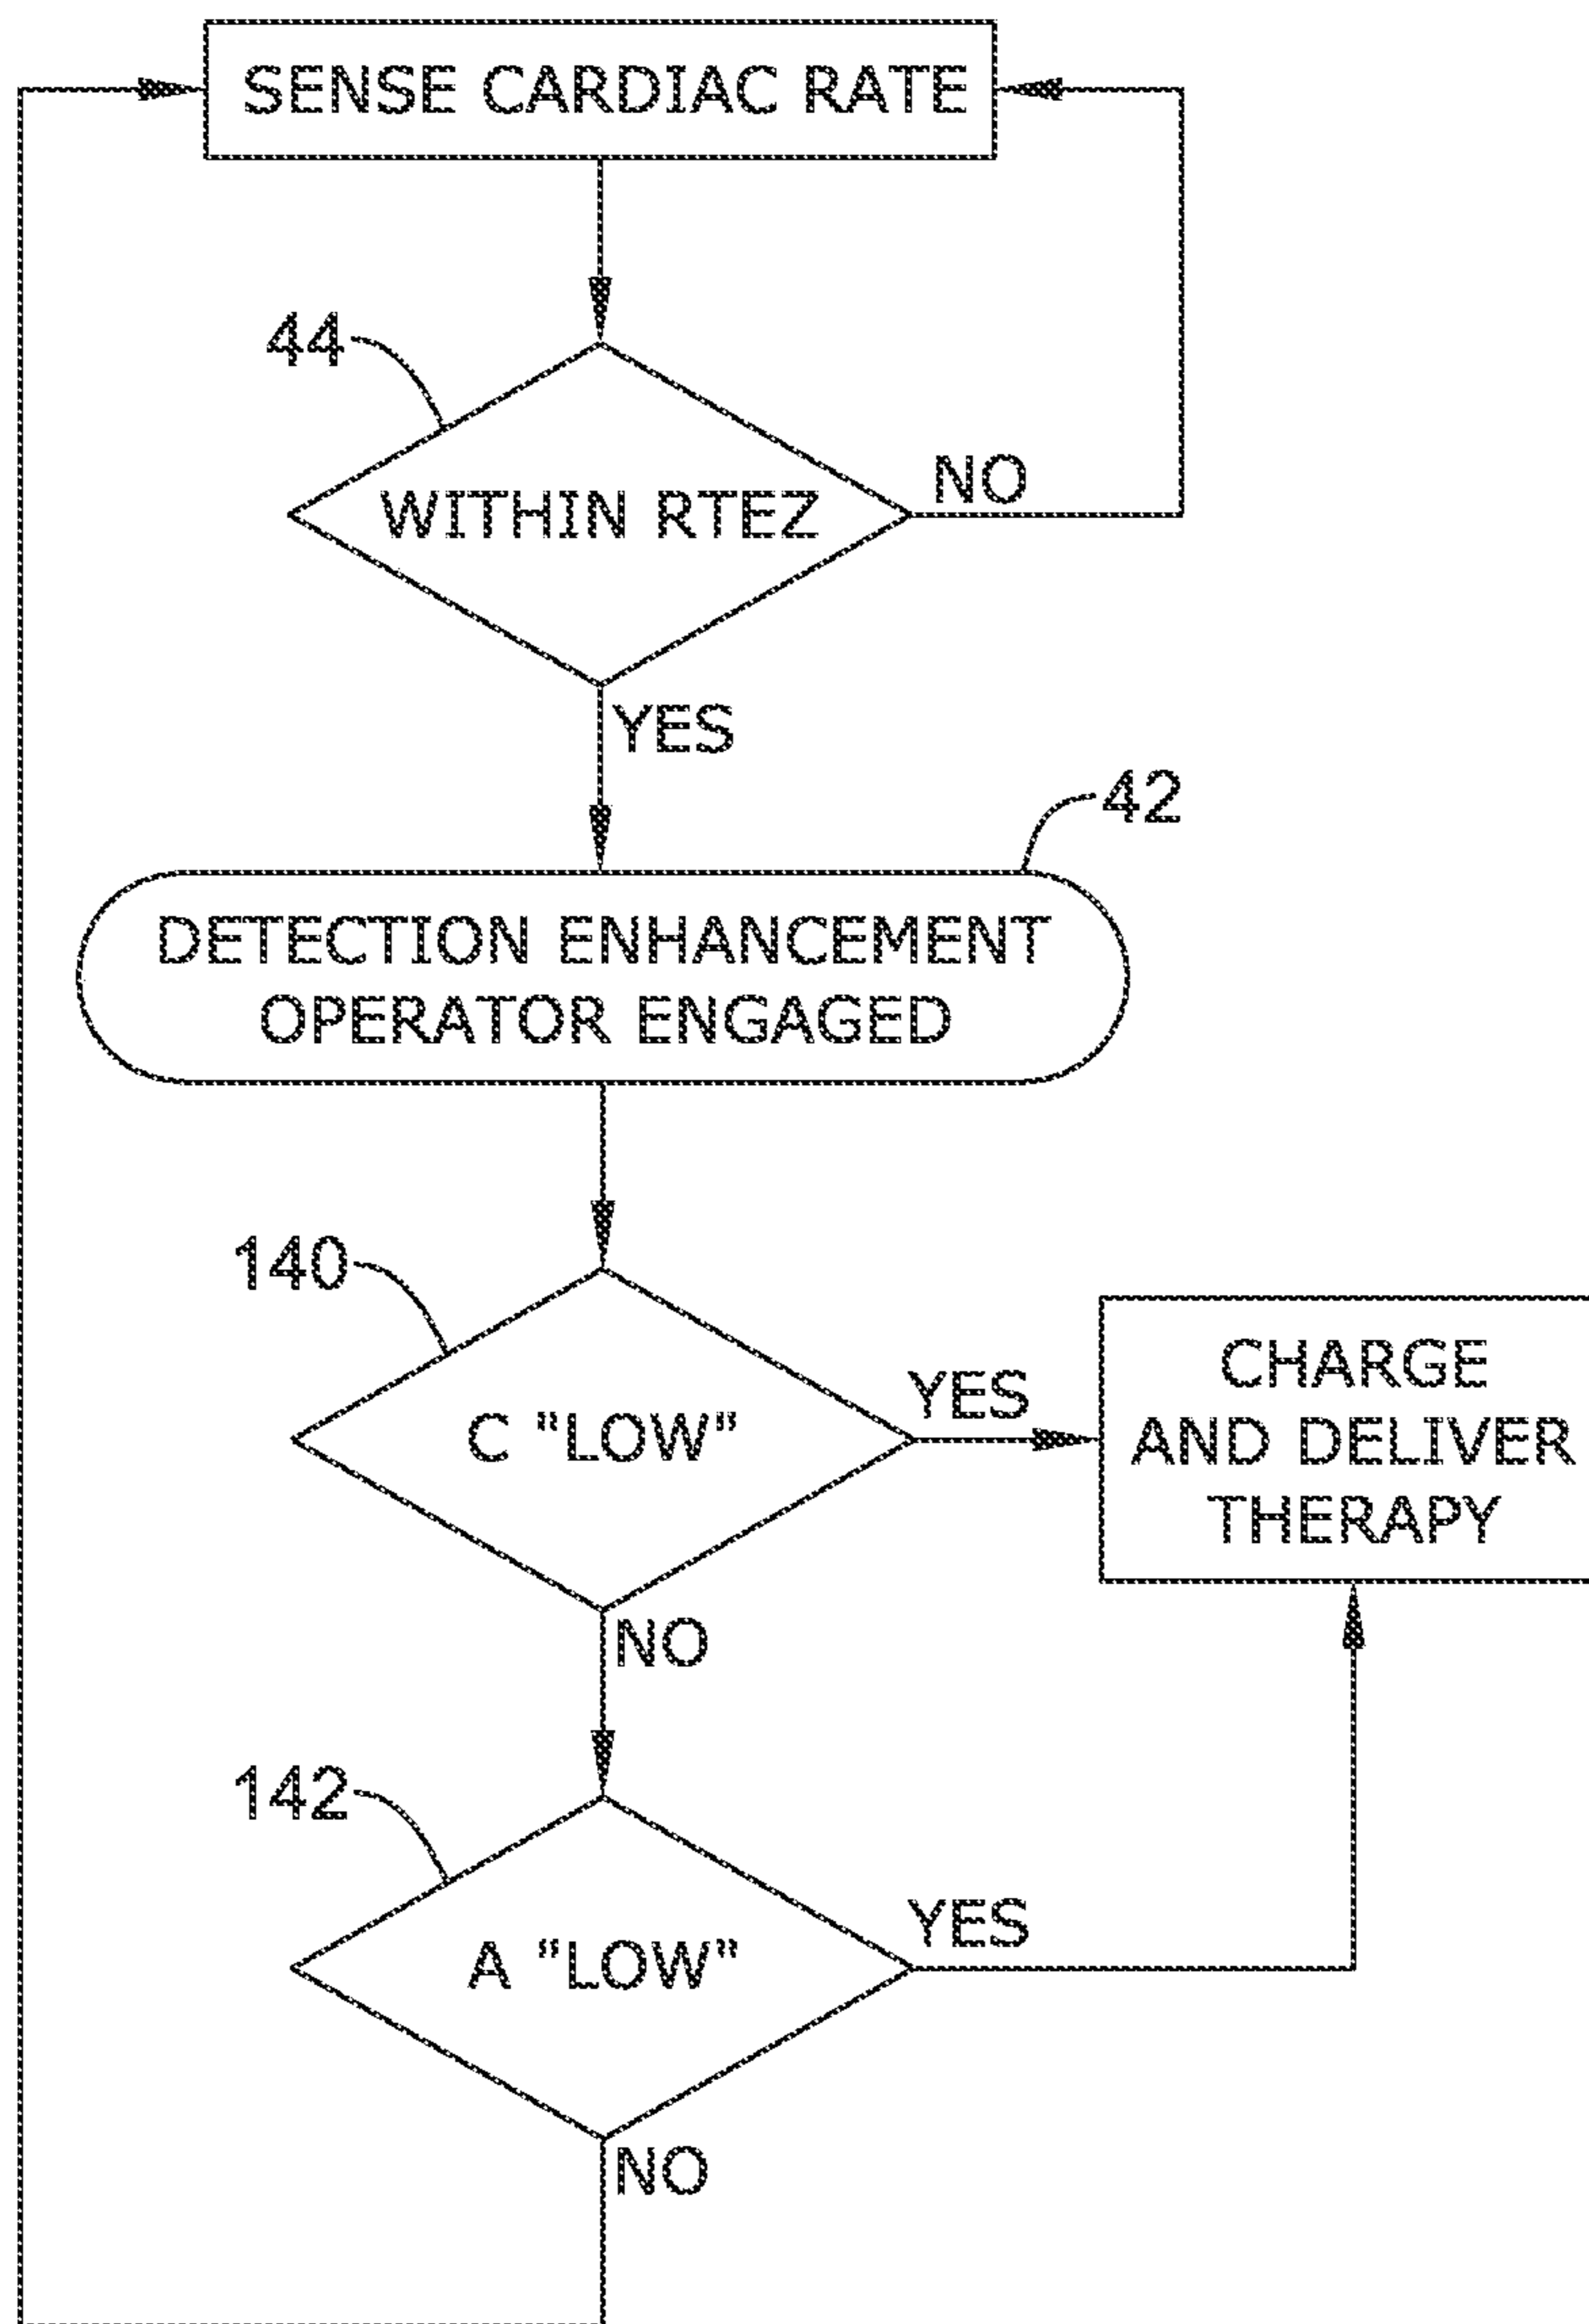 SENSE CARDIAC RATE
44
WITHIN RTEZ
NO
YES
42
DETECTION ENHANCEMENT
OPERATOR ENGAGED
140
C "LOW"
YES
CHARGE
AND DELIVER
THERAPY
NO
142
A "LOW"
YES
NO